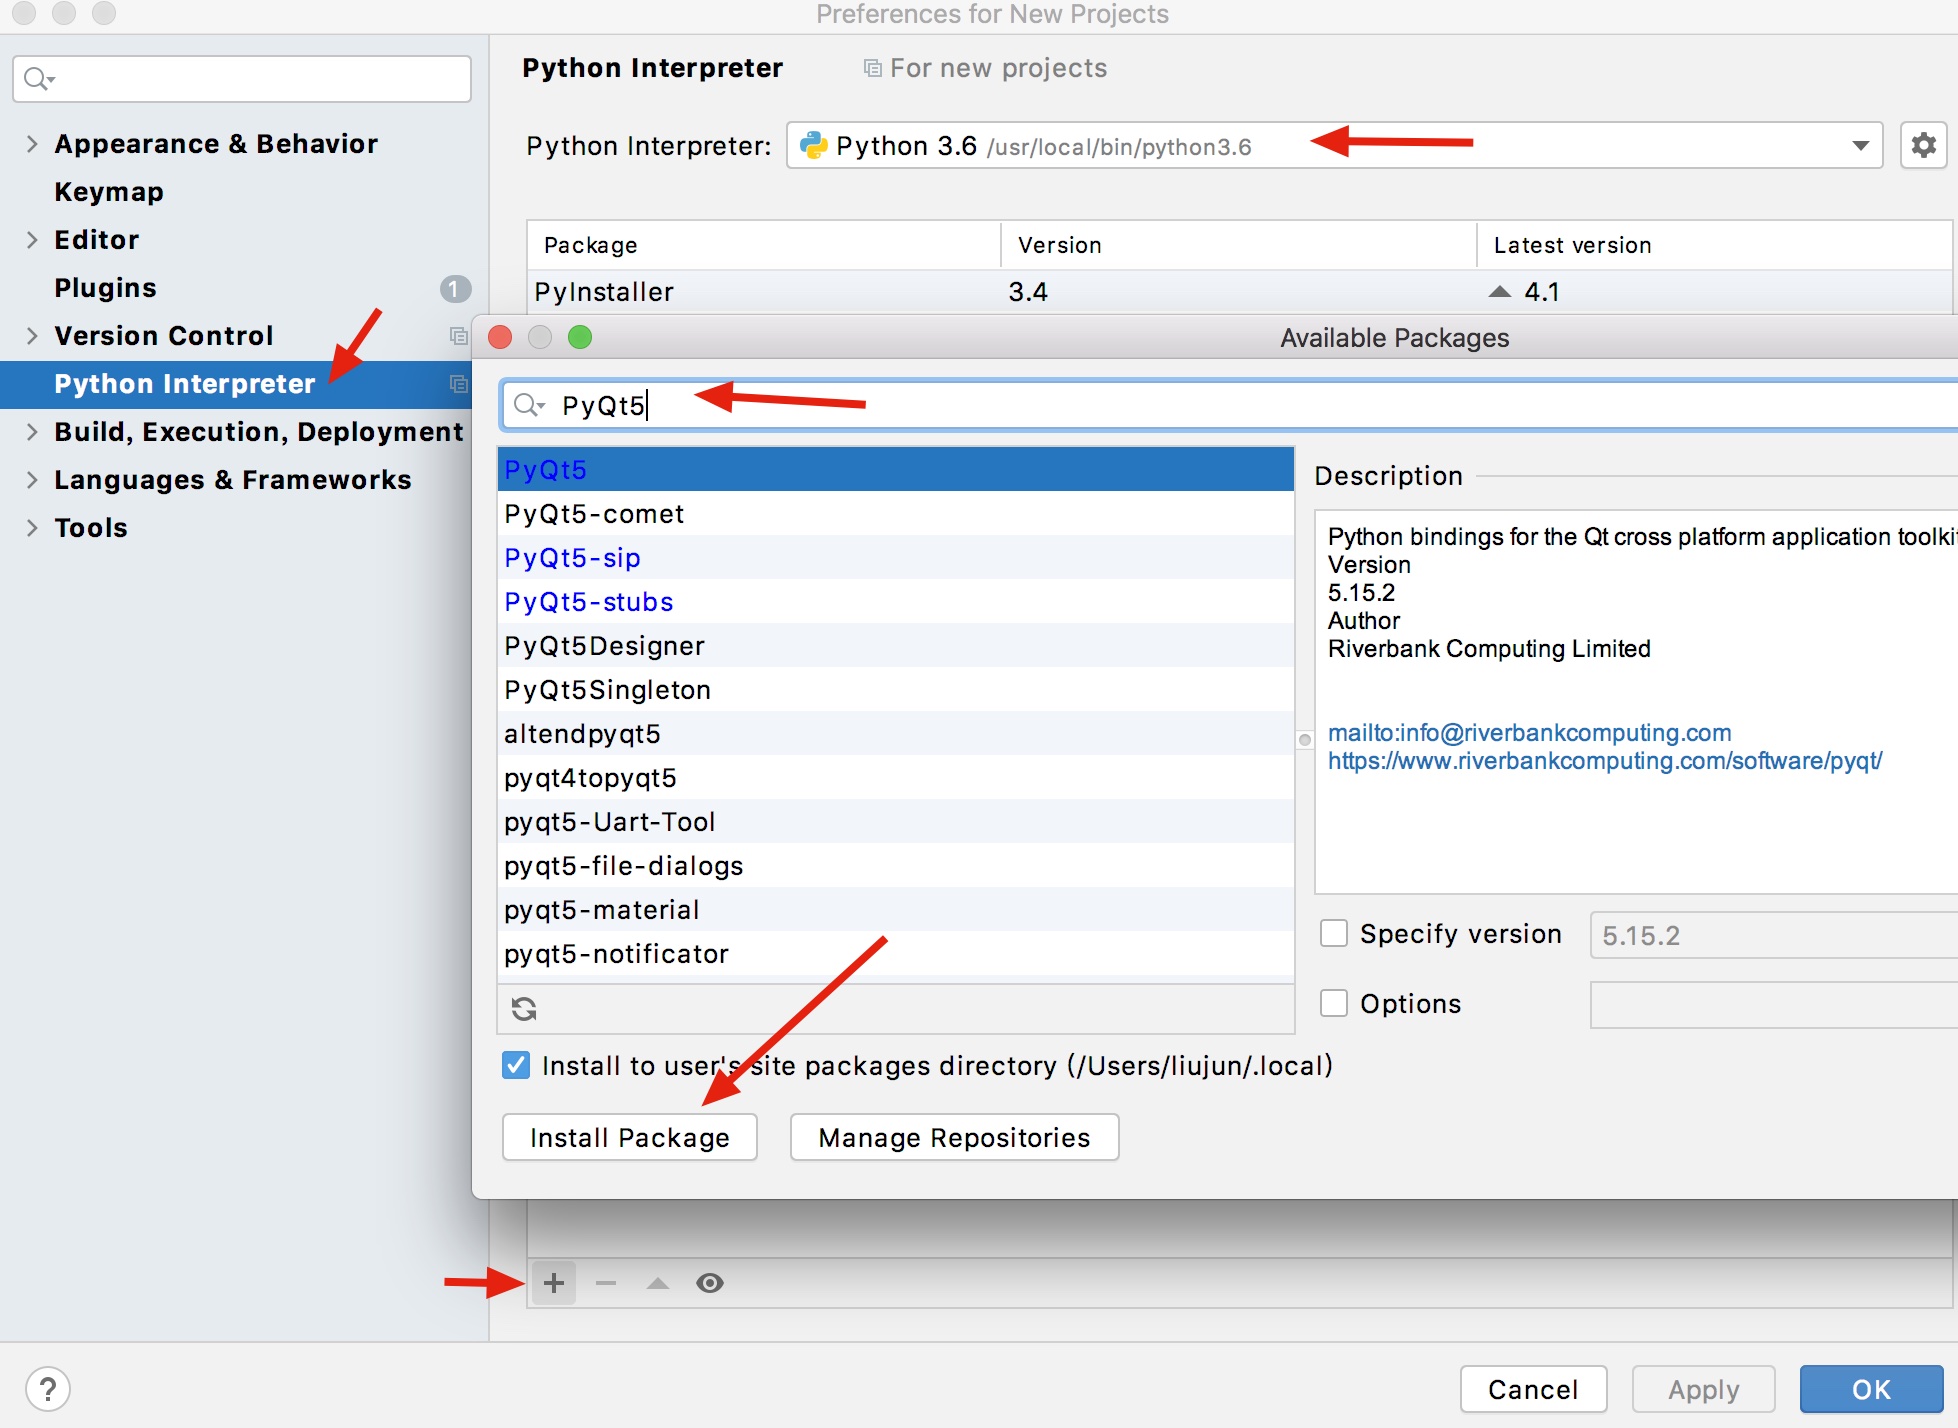 Preferences for New Projects
Python Interpreter
For new projects
Appearance & Behavior
Keymap
Editor
Plugins
1
Version Control
Python Interpreter
Build, Execution, Deployment
Languages & Frameworks
Tools
Python Interpreter: Python 3.6 /usr/local/bin/python3.6
Package Version Latest version
PyInstaller 3.4 4.1
Available Packages
PyQt5
PyQt5
PyQt5-comet
PyQt5-sip
PyQt5-stubs
PyQt5Designer
PyQt5Singleton
altendpyqt5
pyqt4topyqt5
pyqt5-Uart-Tool
pyqt5-file-dialogs
pyqt5-material
pyqt5-notificator
Description
Python bindings for the Qt cross platform application toolki
Version
5.15.2
Author
Riverbank Computing Limited
mailto:info@riverbankcomputing.com
https://www.riverbankcomputing.com/software/pyqt/
Specify version 5.15.2
Options
Install to user's site packages directory (/Users/liujun/.local)
Install Package Manage Repositories
?
Cancel Apply OK